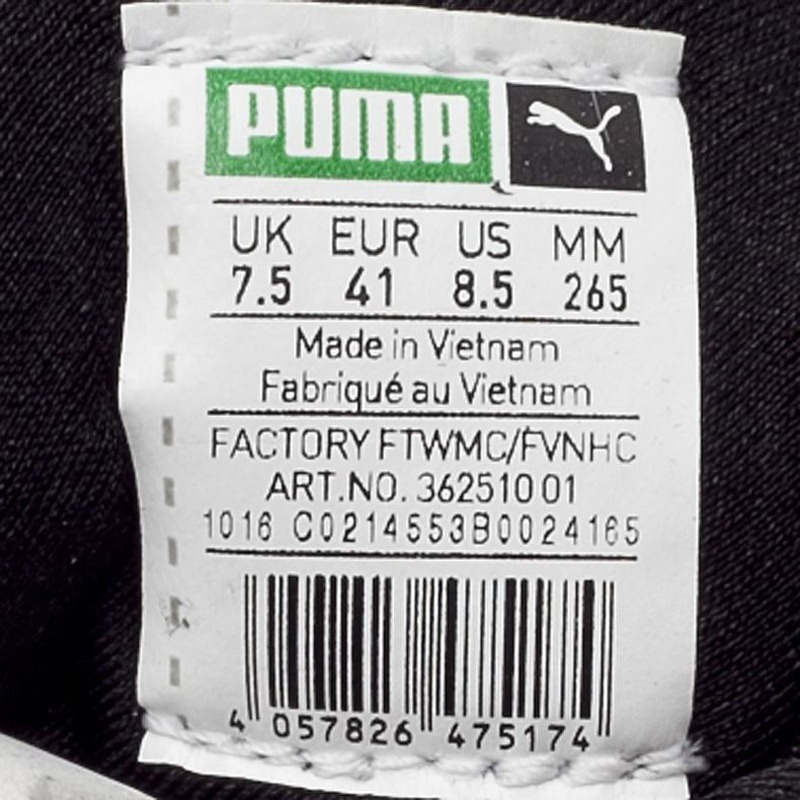 PUMA
UK EUR US MM
7.5 41 8.5 265
Made in Vietnam
Fabriqué au Vietnam
FACTORY FTWMC/FVNHC
ART.NO. 362510 01
1016 C0214553B0024165
4 057826 475174